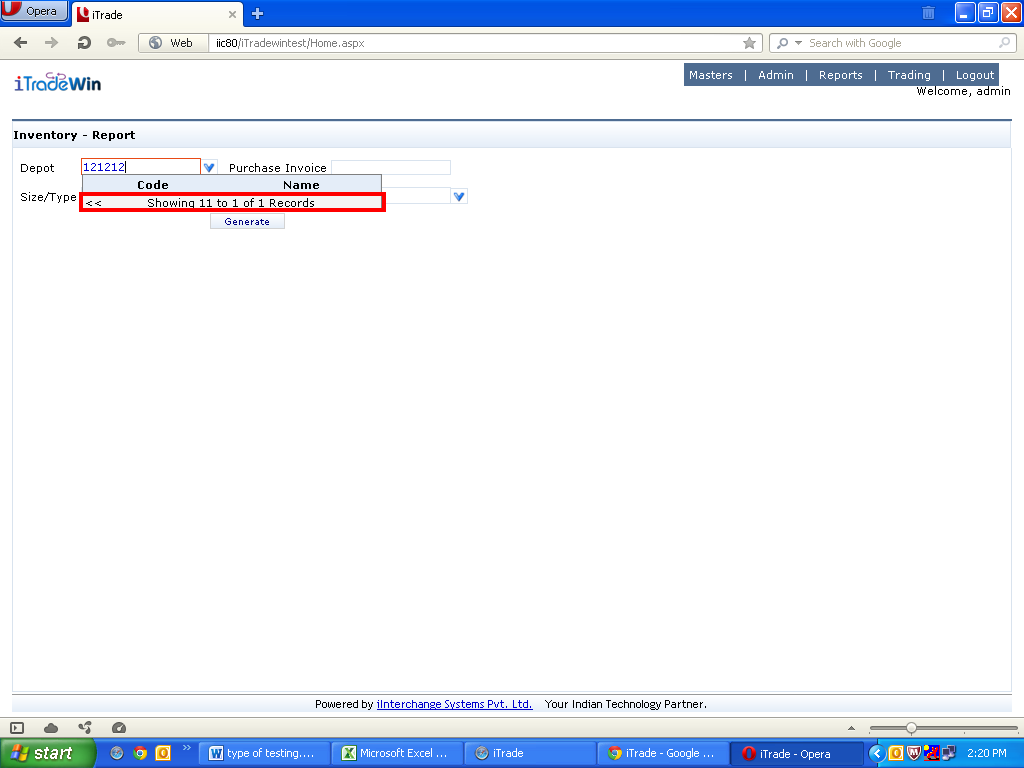 Opera
iTrade
Web
iic80/iTradewintest/Home.aspx
Search with Google
iTradeWin
Masters | Admin | Reports | Trading | Logout
Welcome, admin
Inventory - Report
Depot 121212 Purchase Invoice
Code Name
Size/Type
<< Showing 11 to 1 of 1 Records
Generate
Powered by iInterchange Systems Pvt. Ltd. Your Indian Technology Partner.
start
type of testing....
Microsoft Excel ...
iTrade
iTrade - Google ...
iTrade - Opera
2:20 PM